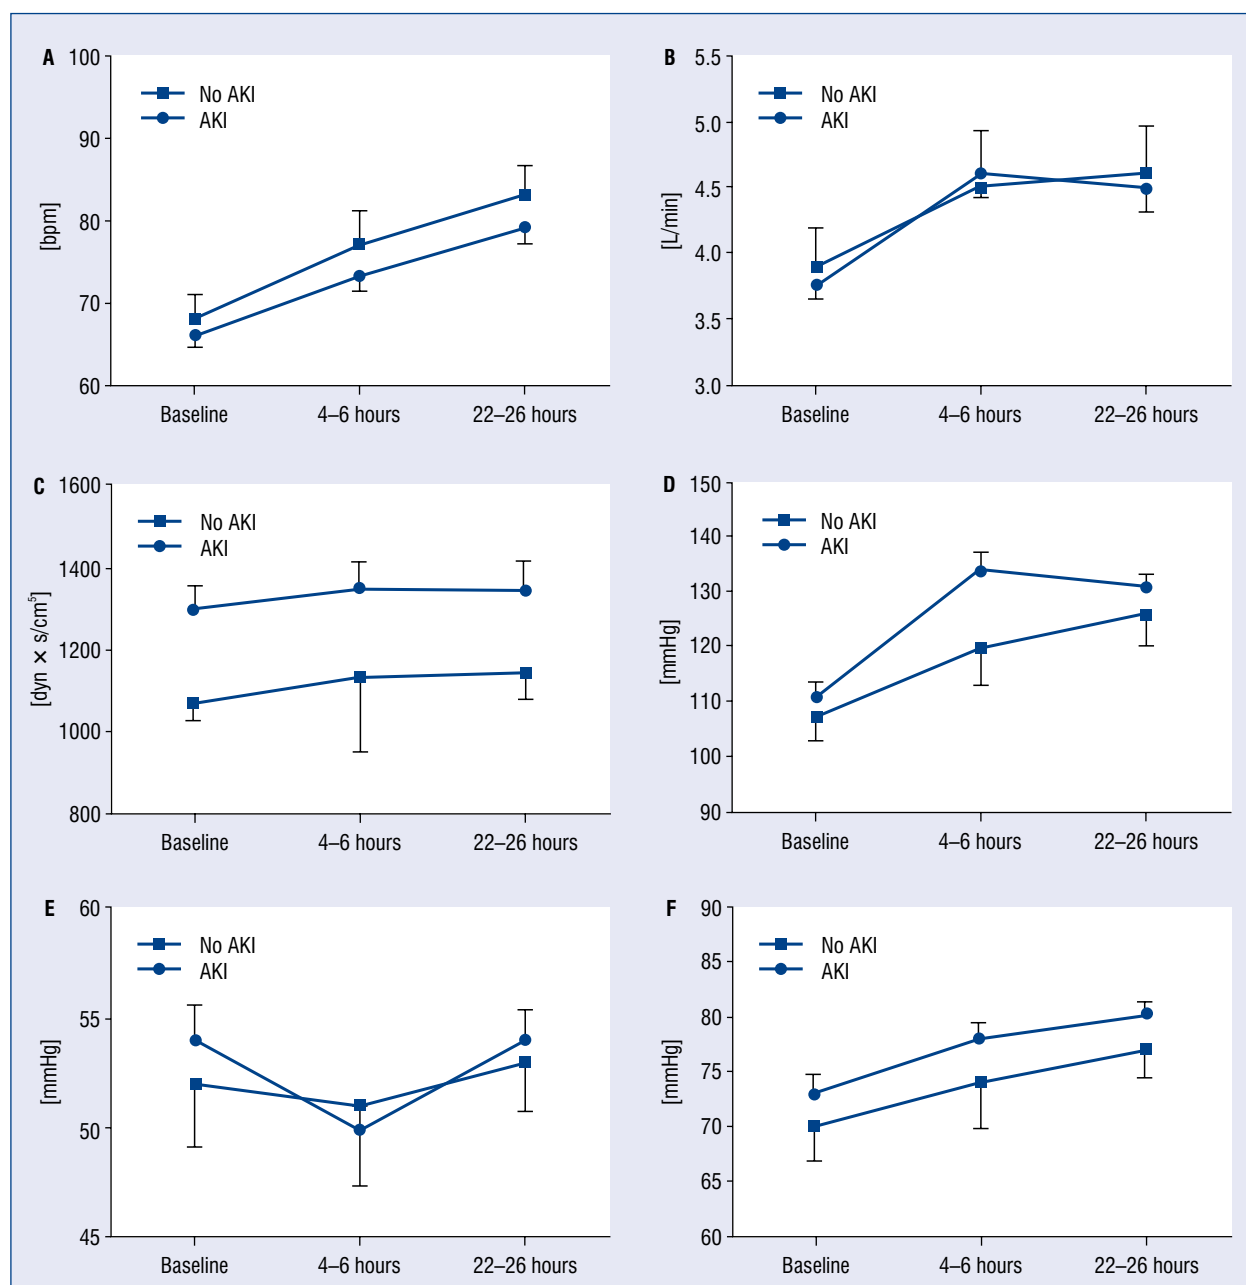 A
[bpm]
100
90
80
70
60
No AKI
AKI
Baseline 4–6 hours 22–26 hours
B
[L/min]
5.5
5.0
4.5
4.0
3.5
3.0
No AKI
AKI
Baseline 4–6 hours 22–26 hours
C
[dyn × s/cm⁵]
1600
1400
1200
1000
800
No AKI
AKI
Baseline 4–6 hours 22–26 hours
D
[mmHg]
150
140
130
120
110
100
90
No AKI
AKI
Baseline 4–6 hours 22–26 hours
E
[mmHg]
60
55
50
45
No AKI
AKI
Baseline 4–6 hours 22–26 hours
F
[mmHg]
90
85
80
75
70
65
60
No AKI
AKI
Baseline 4–6 hours 22–26 hours